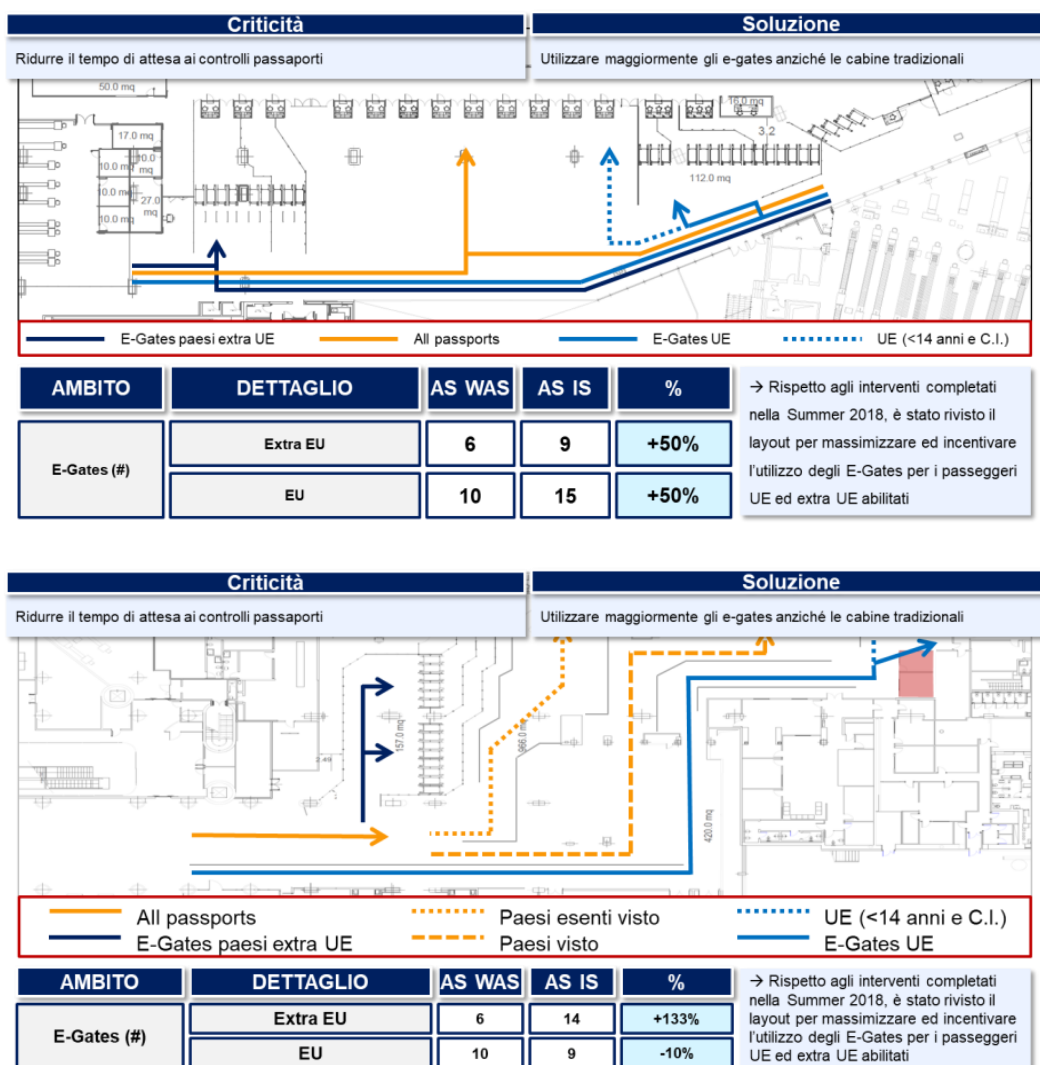 Criticità
Soluzione
Ridurre il tempo di attesa ai controlli passaporti
Utilizzare maggiormente gli e-gates anziché le cabine tradizionali
50.0 mq
16.0 mq
17.0 mq
3.2
10.0 mq
10.0 mq
112.0 mq
10.0 mq
27.0 mq
10.0 mq
E-Gates paesi extra UE
All passports
E-Gates UE
UE (<14 anni e C.I.)
AMBITO
DETTAGLIO
AS WAS
AS IS
%
E-Gates (#)
Extra EU
6
9
+50%
EU
10
15
+50%
→ Rispetto agli interventi completati
nella Summer 2018, è stato rivisto il
layout per massimizzare ed incentivare
l'utilizzo degli E-Gates per i passeggeri
UE ed extra UE abilitati
Criticità
Soluzione
Ridurre il tempo di attesa ai controlli passaporti
Utilizzare maggiormente gli e-gates anziché le cabine tradizionali
157.0 mq
966.0 mq
2.49
420.0 mq
All passports
Paesi esenti visto
UE (<14 anni e C.I.)
E-Gates paesi extra UE
Paesi visto
E-Gates UE
AMBITO
DETTAGLIO
AS WAS
AS IS
%
E-Gates (#)
Extra EU
6
14
+133%
EU
10
9
-10%
→ Rispetto agli interventi completati
nella Summer 2018, è stato rivisto il
layout per massimizzare ed incentivare
l'utilizzo degli E-Gates per i passeggeri
UE ed extra UE abilitati